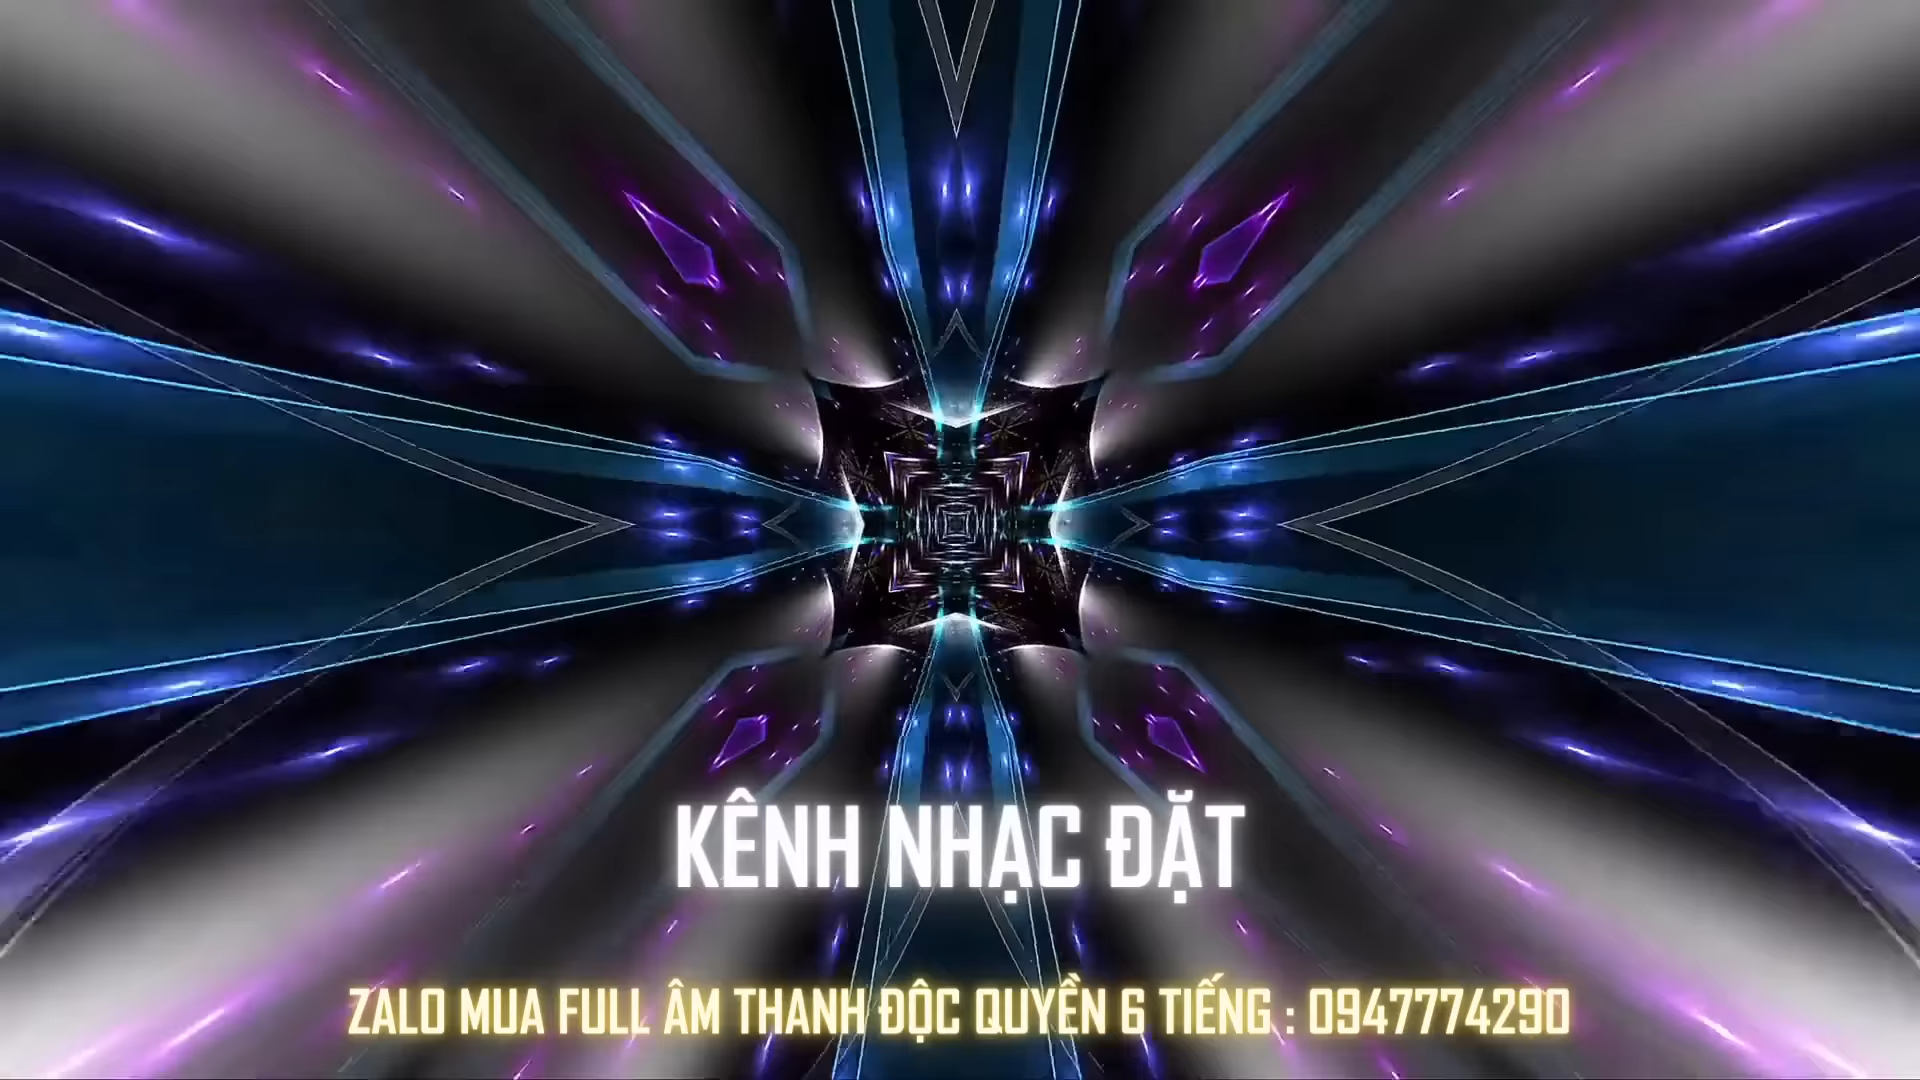 KÊNH NHẠC ĐẶT
ZALO MUA FULL ÂM THANH ĐỘC QUYỀN 6 TIẾNG : 0947774290